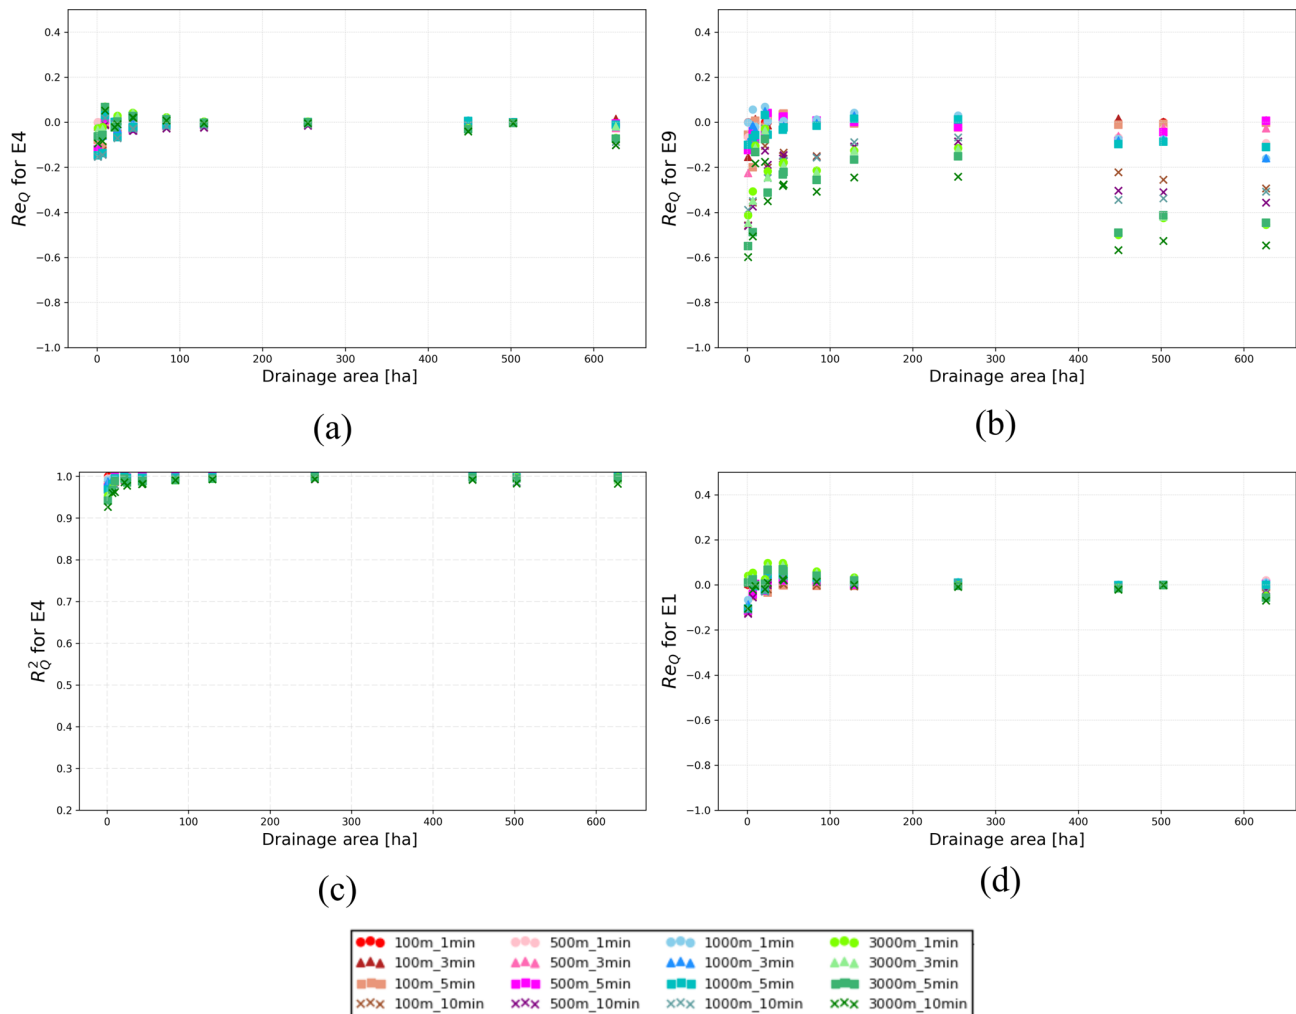 0.4
0.2
0.0
−0.2
−0.4
−0.6
−0.8
−1.0
Re_Q for E4
0 100 200 300 400 500 600
Drainage area [ha]
(a)
0.4
0.2
0.0
−0.2
−0.4
−0.6
−0.8
−1.0
Re_Q for E9
0 100 200 300 400 500 600
Drainage area [ha]
(b)
1.0
0.9
0.8
0.7
0.6
0.5
0.4
0.3
0.2
R²_Q for E4
0 100 200 300 400 500 600
Drainage area [ha]
(c)
0.4
0.2
0.0
−0.2
−0.4
−0.6
−0.8
−1.0
Re_Q for E1
0 100 200 300 400 500 600
Drainage area [ha]
(d)
100m_1min 500m_1min 1000m_1min 3000m_1min
100m_3min 500m_3min 1000m_3min 3000m_3min
100m_5min 500m_5min 1000m_5min 3000m_5min
100m_10min 500m_10min 1000m_10min 3000m_10min